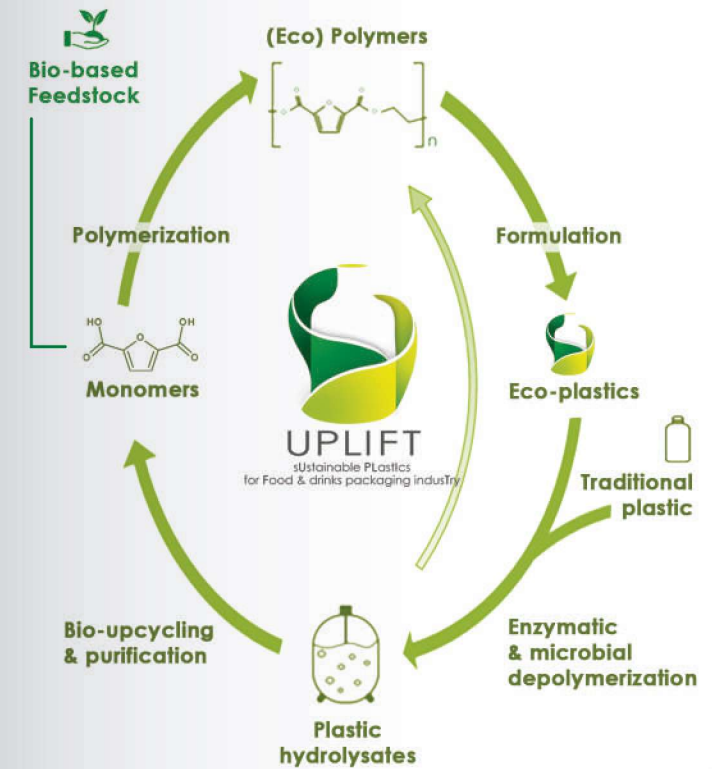 (Eco) Polymers
Bio-based
Feedstock
O
O
O
O
O
n
Polymerization
Formulation
HO
OH
O
O
O
Monomers
Eco-plastics
UPLIFT
sUstainable PLastics
for Food & drinks packaging indusTry
Traditional
plastic
Bio-upcycling
& purification
Enzymatic
& microbial
depolymerization
Plastic
hydrolysates